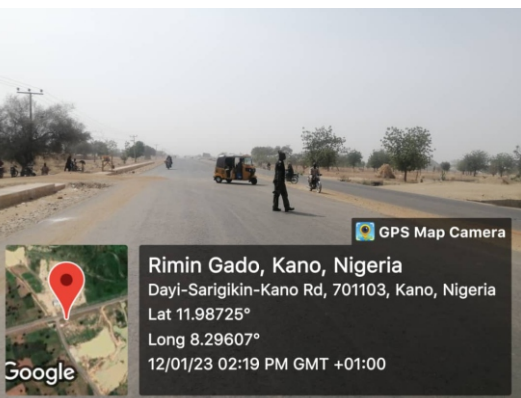 GPS Map Camera
Rimin Gado, Kano, Nigeria
Dayi-Sarigikin-Kano Rd, 701103, Kano, Nigeria
Lat 11.98725°
Long 8.29607°
12/01/23 02:19 PM GMT +01:00
Google